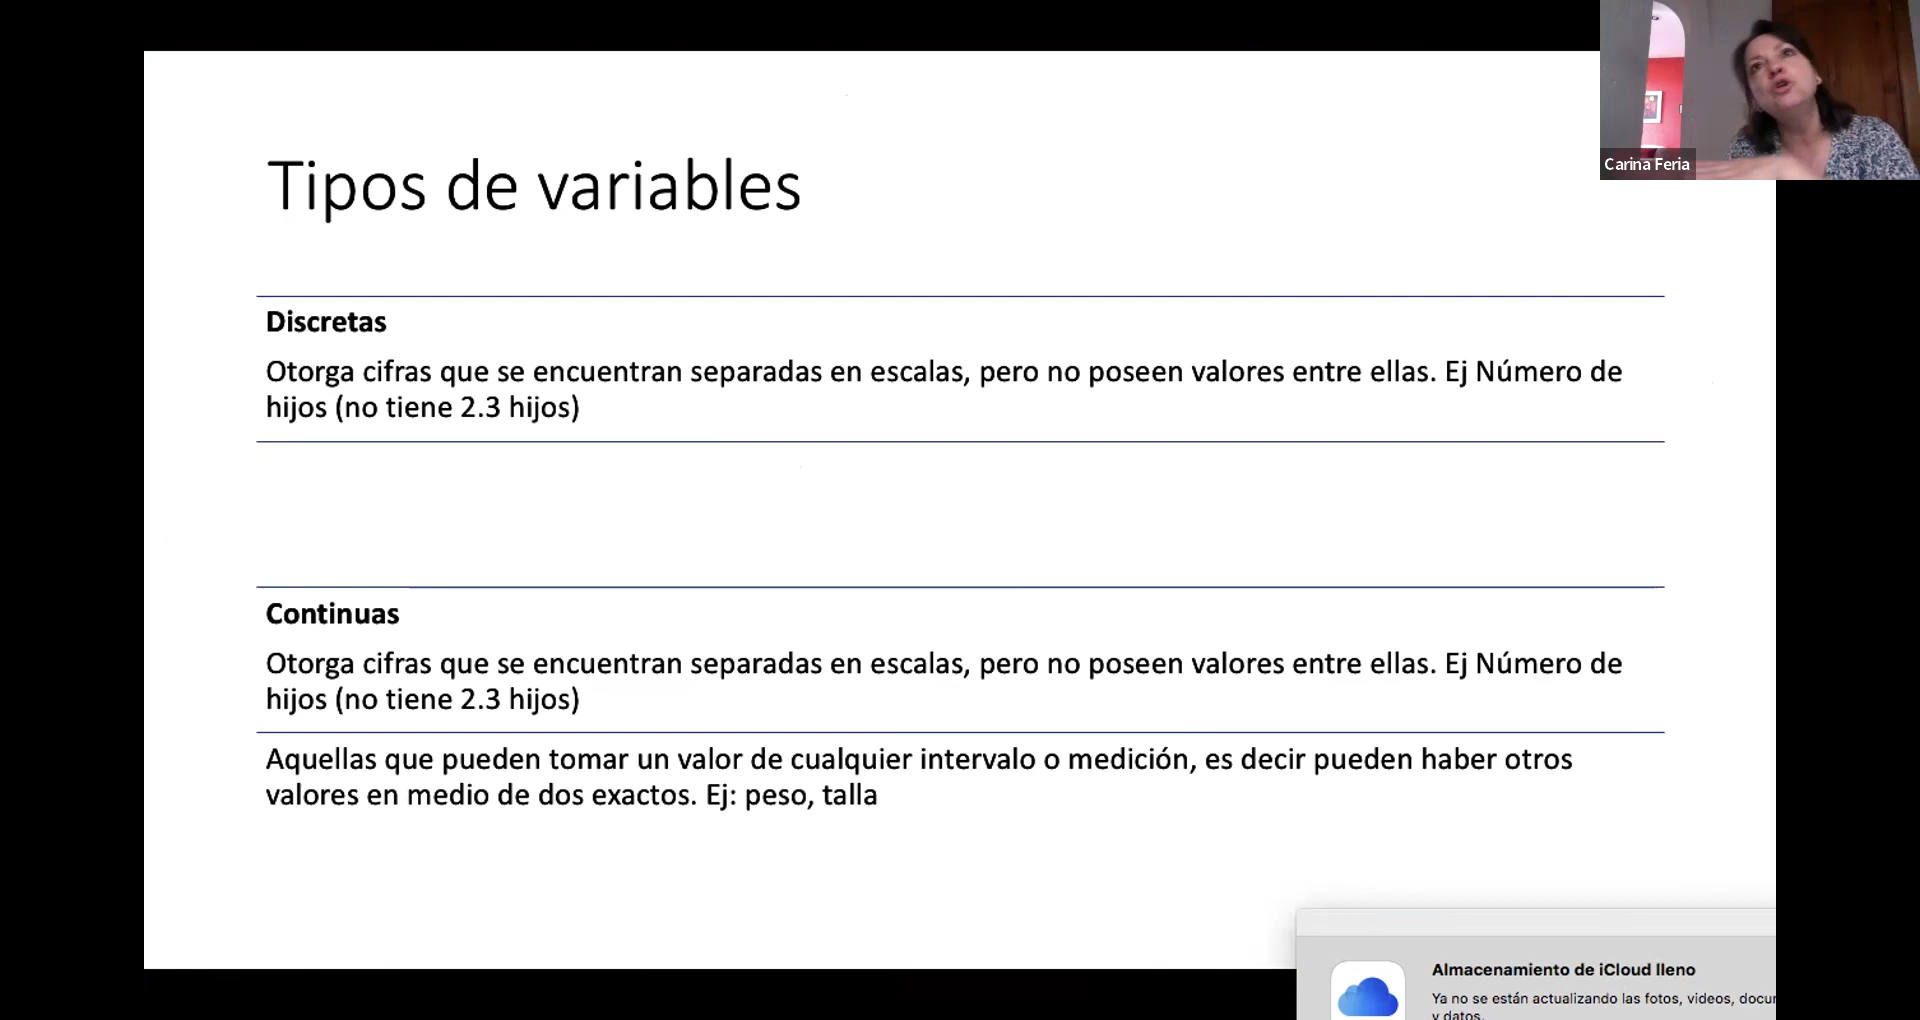 Tipos de variables
Carina Feria
Discretas
Otorga cifras que se encuentran separadas en escalas, pero no poseen valores entre ellas. Ej Número de
hijos (no tiene 2.3 hijos)
Continuas
Otorga cifras que se encuentran separadas en escalas, pero no poseen valores entre ellas. Ej Número de
hijos (no tiene 2.3 hijos)
Aquellas que pueden tomar un valor de cualquier intervalo o medición, es decir pueden haber otros
valores en medio de dos exactos. Ej: peso, talla
Almacenamiento de iCloud lleno
Ya no se están actualizando las fotos, videos, docu
y datos.